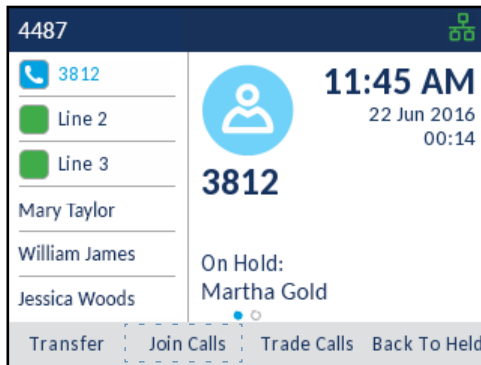 4487
3812
Line 2
Line 3
Mary Taylor
William James
Jessica Woods
11:45 AM
22 Jun 2016
00:14
3812
On Hold:
Martha Gold
Transfer Join Calls Trade Calls Back To Held